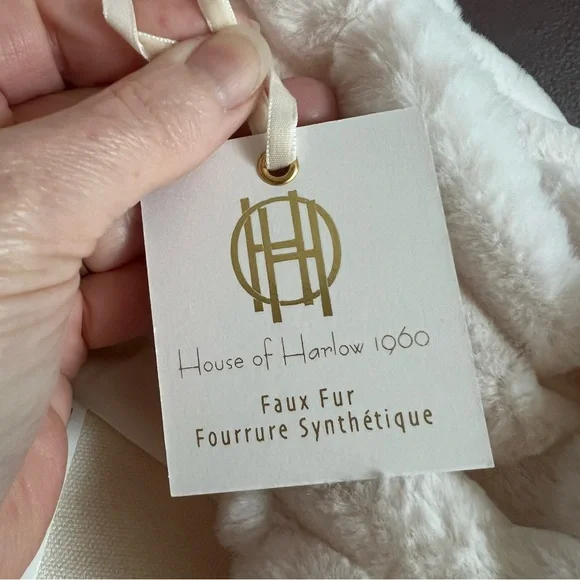 House of Harlow 1960
Faux Fur
Fourrure Synthétique